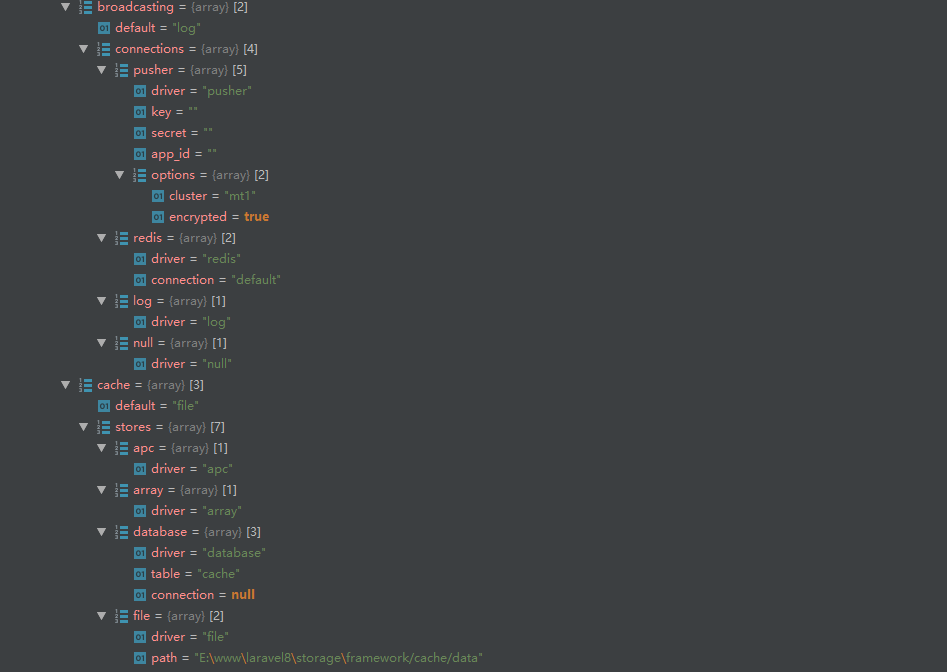 broadcasting = {array} [2]
default = "log"
connections = {array} [4]
pusher = {array} [5]
driver = "pusher"
key = ""
secret = ""
app_id = ""
options = {array} [2]
cluster = "mt1"
encrypted = true
redis = {array} [2]
driver = "redis"
connection = "default"
log = {array} [1]
driver = "log"
null = {array} [1]
driver = "null"
cache = {array} [3]
default = "file"
stores = {array} [7]
apc = {array} [1]
driver = "apc"
array = {array} [1]
driver = "array"
database = {array} [3]
driver = "database"
table = "cache"
connection = null
file = {array} [2]
driver = "file"
path = "E:\www\laravel8\storage\framework/cache/data"